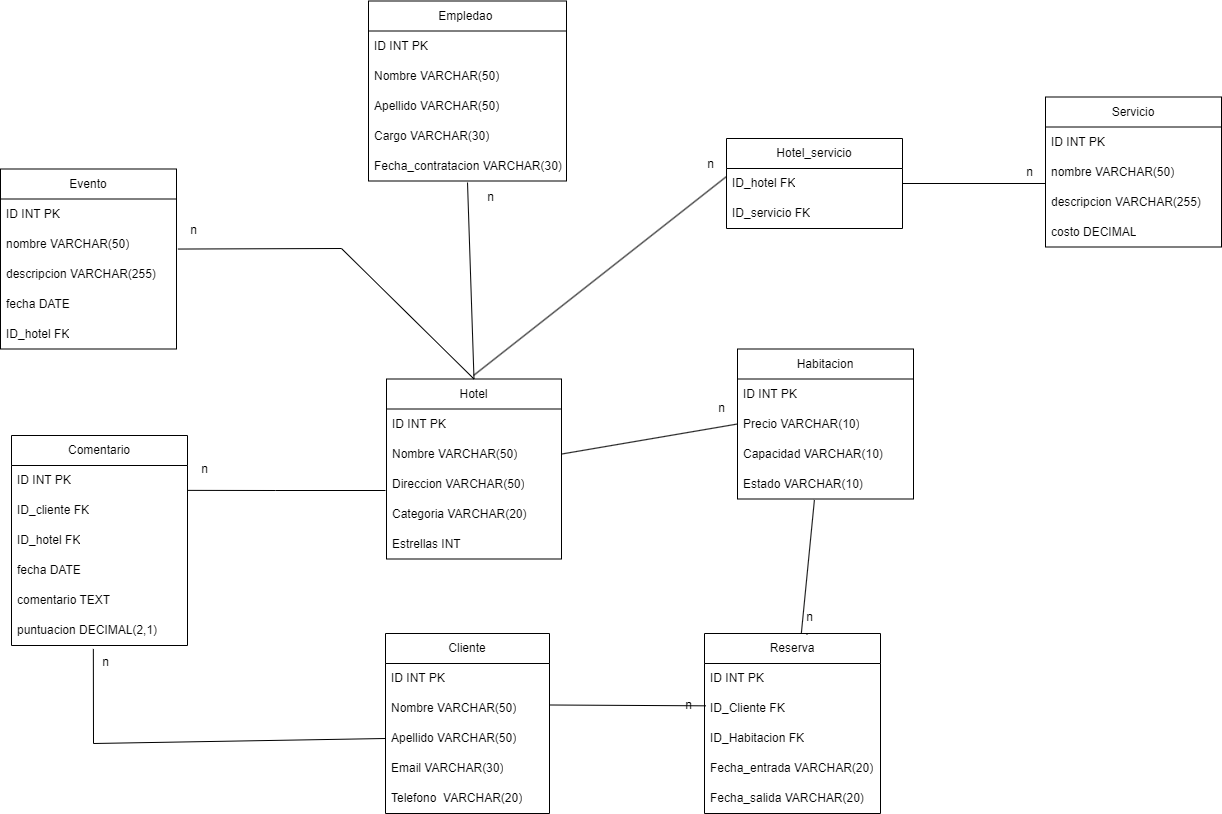 Empledao
ID INT PK
Nombre VARCHAR(50)
Apellido VARCHAR(50)
Cargo VARCHAR(30)
Fecha_contratacion VARCHAR(30)
n
Servicio
ID INT PK
nombre VARCHAR(50)
descripcion VARCHAR(255)
costo DECIMAL
n
Hotel_servicio
ID_hotel FK
ID_servicio FK
n
Evento
ID INT PK
nombre VARCHAR(50)
descripcion VARCHAR(255)
fecha DATE
ID_hotel FK
n
Habitacion
ID INT PK
Precio VARCHAR(10)
Capacidad VARCHAR(10)
Estado VARCHAR(10)
n
Hotel
ID INT PK
Nombre VARCHAR(50)
Direccion VARCHAR(50)
Categoria VARCHAR(20)
Estrellas INT
Comentario
ID INT PK
ID_cliente FK
ID_hotel FK
fecha DATE
comentario TEXT
puntuacion DECIMAL(2,1)
n
n
Cliente
ID INT PK
Nombre VARCHAR(50)
Apellido VARCHAR(50)
Email VARCHAR(30)
Telefono VARCHAR(20)
n
n
Reserva
ID INT PK
ID_Cliente FK
ID_Habitacion FK
Fecha_entrada VARCHAR(20)
Fecha_salida VARCHAR(20)